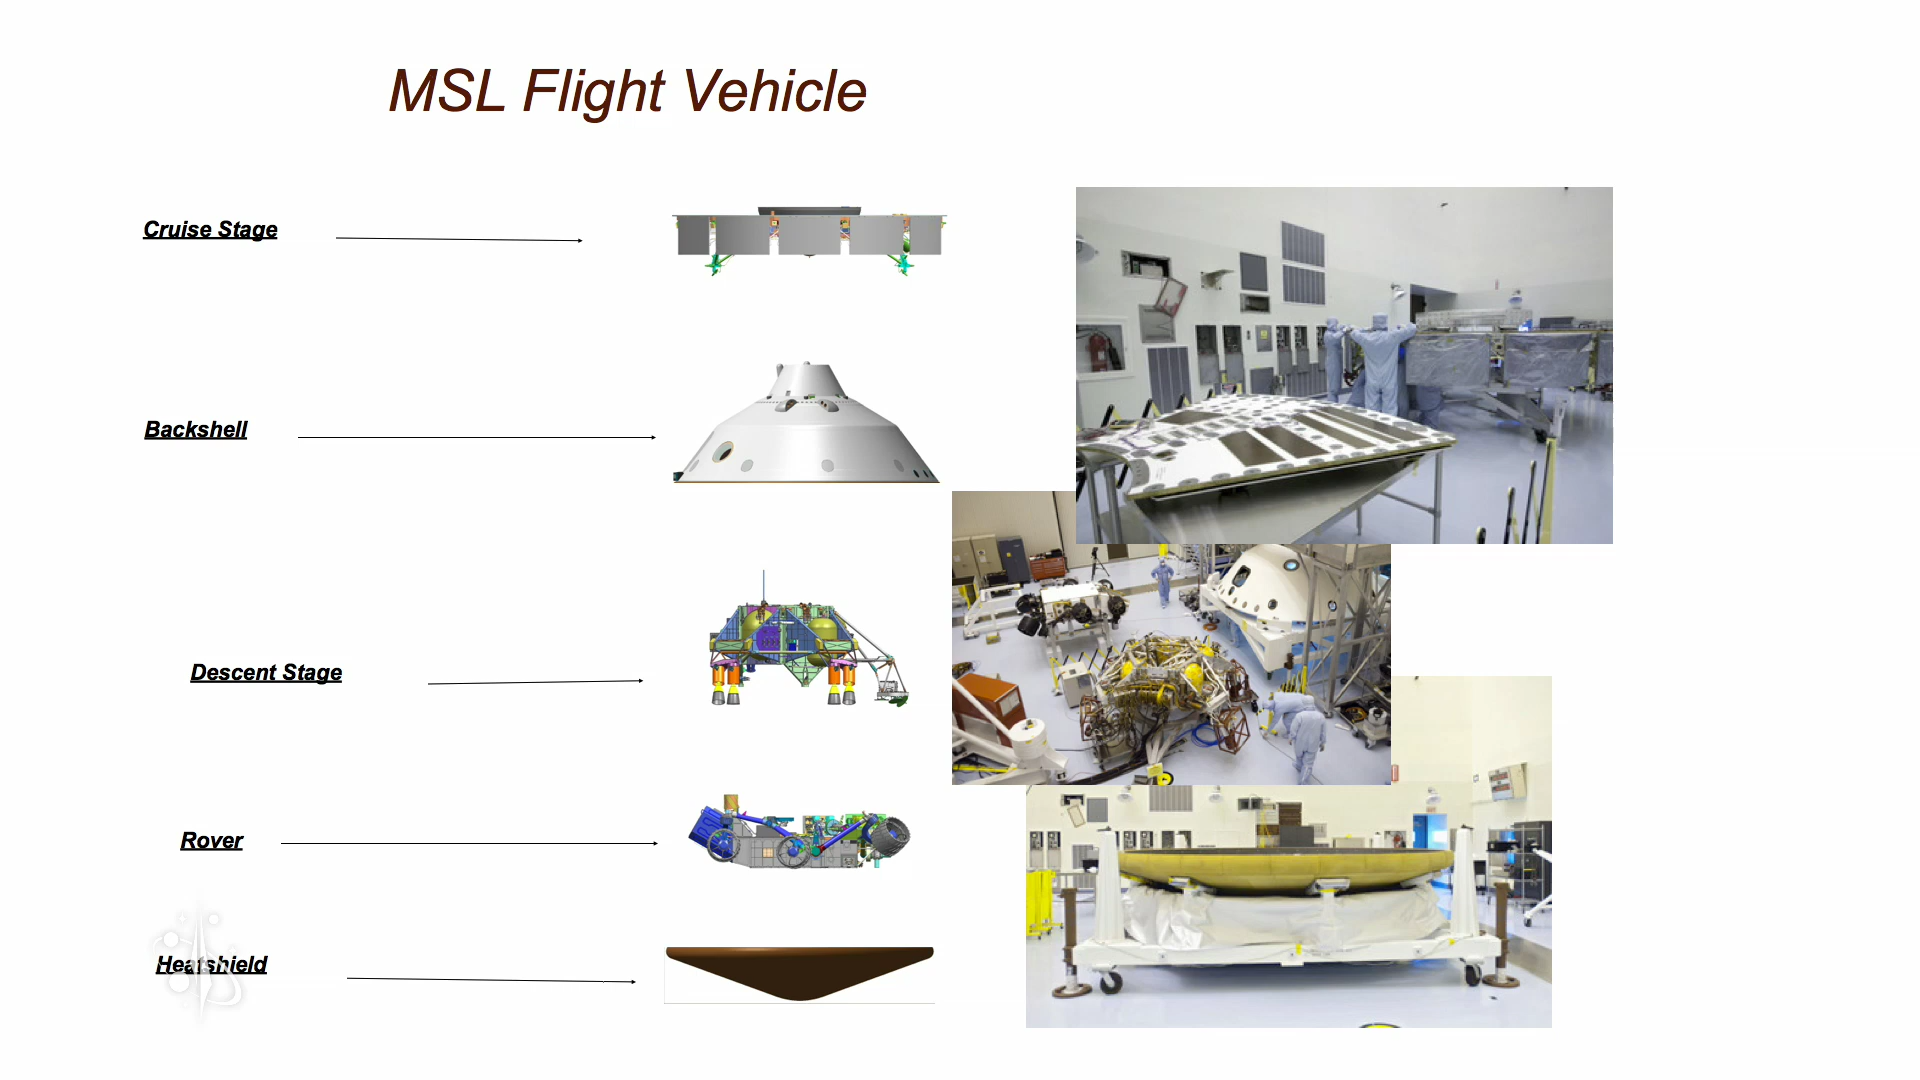 MSL Flight Vehicle
Cruise Stage
Backshell
Descent Stage
Rover
Heatshield